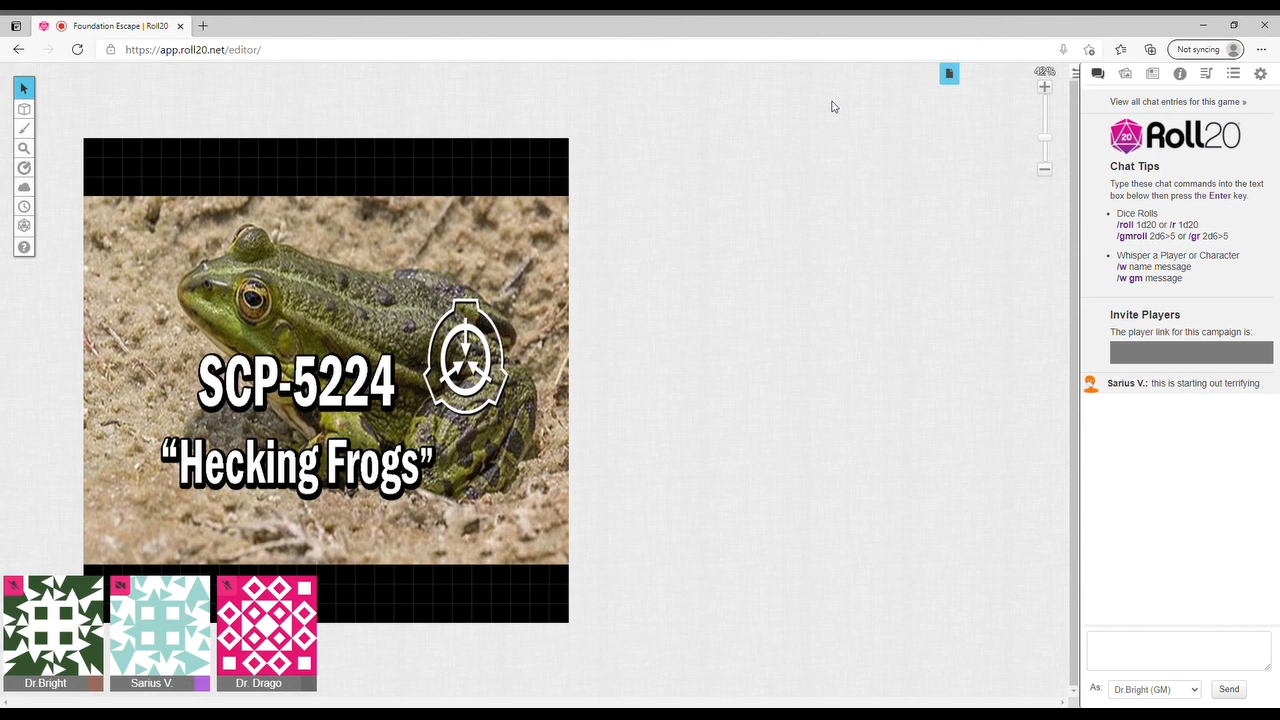 Foundation Escape | Roll20
https://app.roll20.net/editor/
Not syncing
42%
View all chat entries for this game »
20
Roll20
Chat Tips
Type these chat commands into the text
box below then press the Enter key.
Dice Rolls
/roll 1d20 or /r 1d20
/gmroll 2d6>5 or /gr 2d6>5
Whisper a Player or Character
/w name message
/w gm message
Invite Players
The player link for this campaign is:
Sarius V.: this is starting out terrifying
SCP-5224
“Hecking Frogs”
Dr.Bright
Sarius V.
Dr. Drago
As:
Dr.Bright (GM)
Send